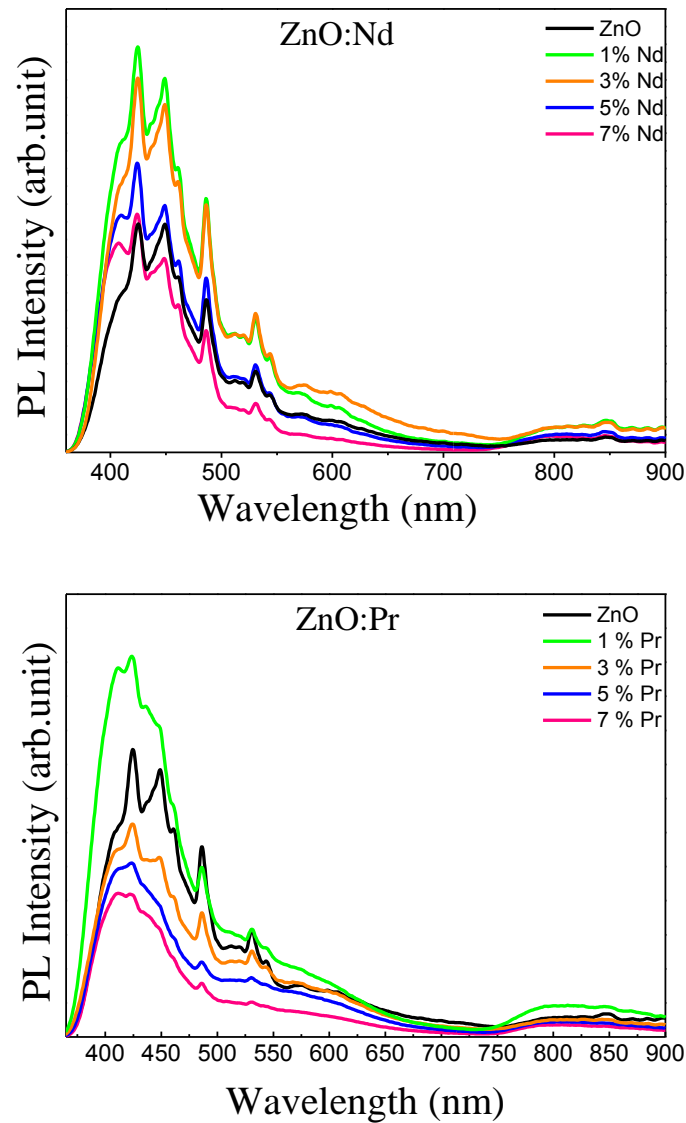 ZnO:Nd
ZnO
1% Nd
3% Nd
5% Nd
7% Nd
PL Intensity (arb.unit)
400 500 600 700 800 900
Wavelength (nm)
ZnO:Pr
ZnO
1 % Pr
3 % Pr
5 % Pr
7 % Pr
PL Intensity (arb.unit)
400 450 500 550 600 650 700 750 800 850 900
Wavelength (nm)